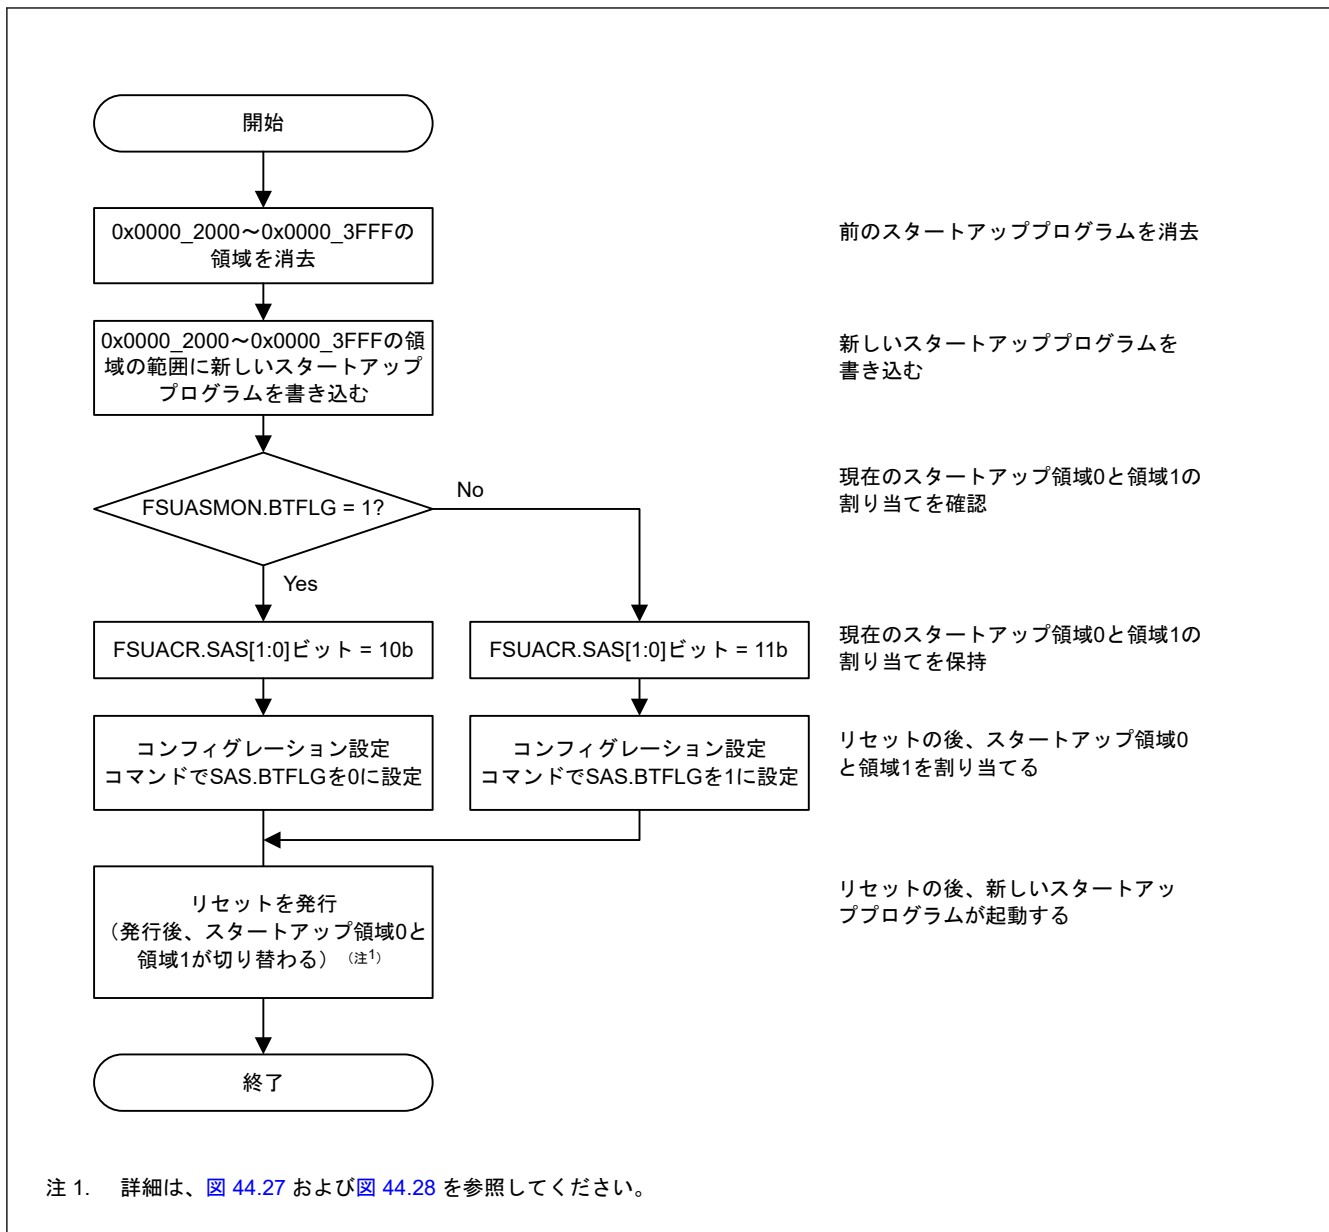 開始
0x0000_2000～0x0000_3FFFの
領域を消去
前のスタートアッププログラムを消去
0x0000_2000～0x0000_3FFFの領
域の範囲に新しいスタートアップ
プログラムを書き込む
新しいスタートアッププログラムを
書き込む
FSUASMON.BTFLG = 1?
No
Yes
現在のスタートアップ領域0と領域1の
割り当てを確認
FSUACR.SAS[1:0]ビット = 10b
FSUACR.SAS[1:0]ビット = 11b
現在のスタートアップ領域0と領域1の
割り当てを保持
コンフィグレーション設定
コマンドでSAS.BTFLGを0に設定
コンフィグレーション設定
コマンドでSAS.BTFLGを1に設定
リセットの後、スタートアップ領域0
と領域1を割り当てる
リセットを発行
（発行後、スタートアップ領域0と
領域1が切り替わる）（注1）
リセットの後、新しいスタートアッ
ププログラムが起動する
終了
注 1. 詳細は、図 44.27 および図 44.28 を参照してください。